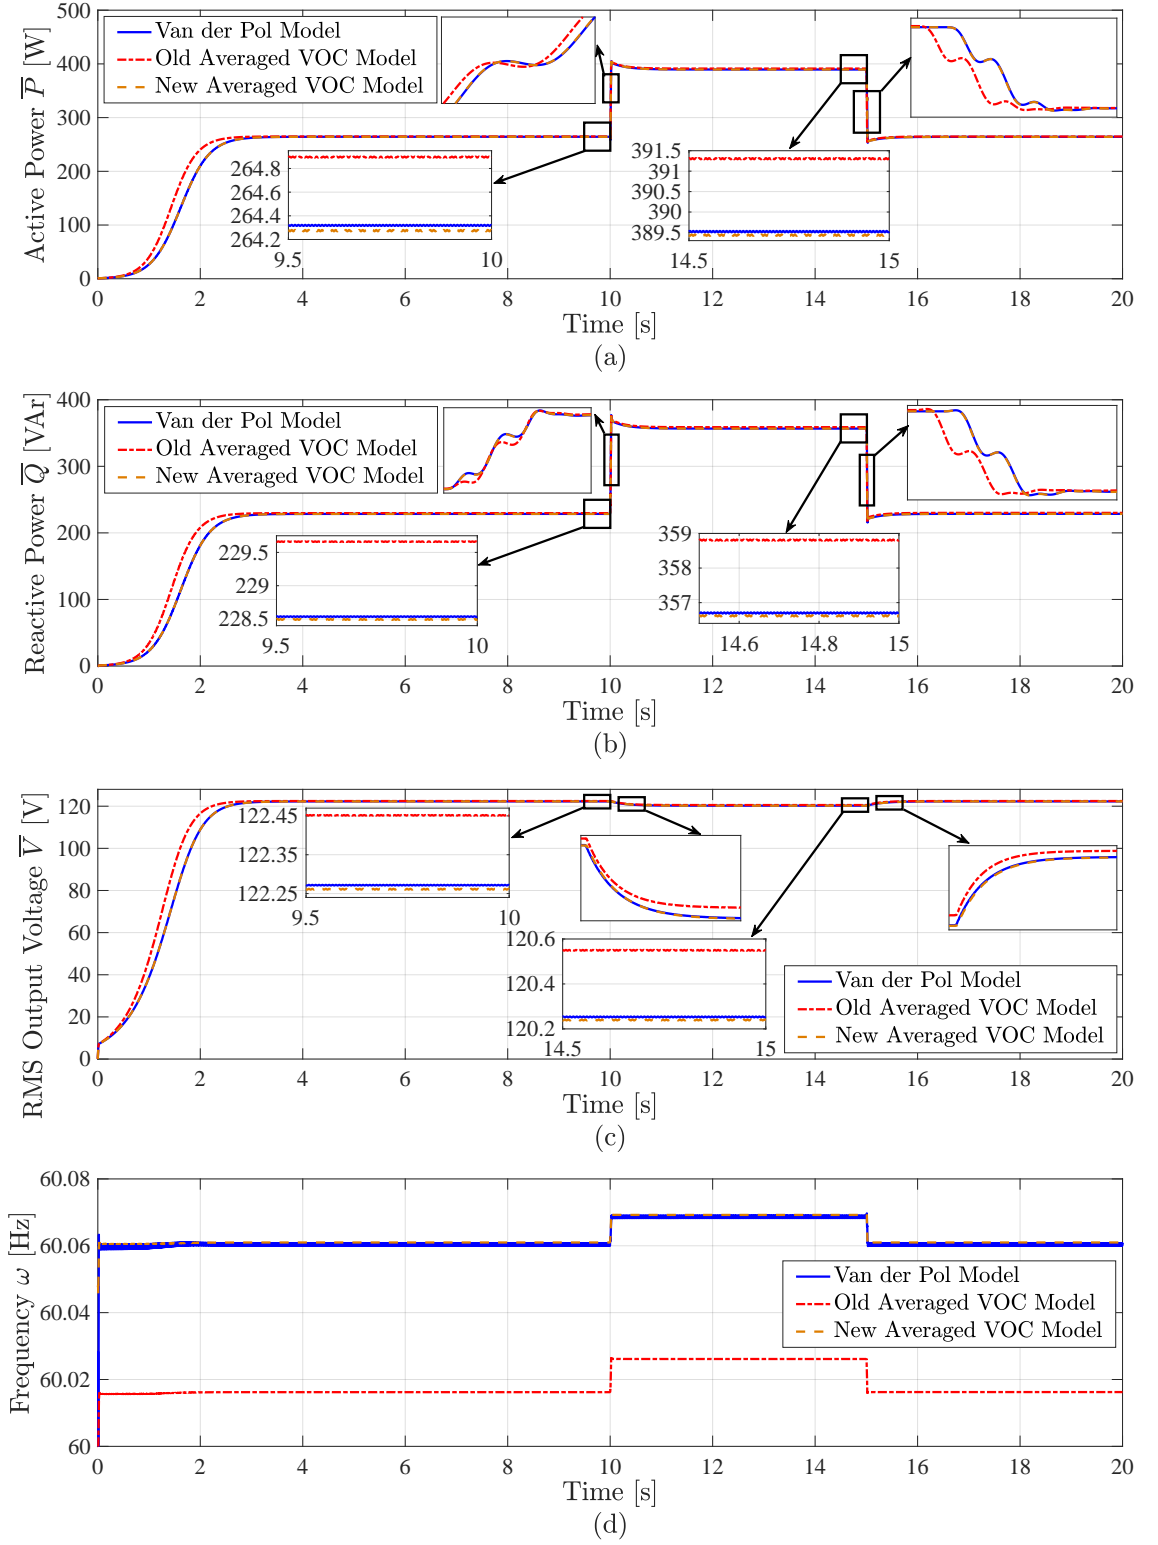 Active Power P̅ [W]
500
400
300
200
100
0
Van der Pol Model
Old Averaged VOC Model
New Averaged VOC Model
264.8
264.6
264.4
264.2
9.5 10
391.5
391
390.5
390
389.5
14.5 15
0 2 4 6 8 10 12 14 16 18 20
Time [s]
(a)
Reactive Power Q̅ [VAr]
400
300
200
100
0
Van der Pol Model
Old Averaged VOC Model
New Averaged VOC Model
229.5
229
228.5
9.5 10
359
358
357
14.6 14.8 15
0 2 4 6 8 10 12 14 16 18 20
Time [s]
(b)
RMS Output Voltage V̅ [V]
120
100
80
60
40
20
0
122.45
122.35
122.25
9.5 10
120.6
120.4
120.2
14.5 15
Van der Pol Model
Old Averaged VOC Model
New Averaged VOC Model
0 2 4 6 8 10 12 14 16 18 20
Time [s]
(c)
Frequency ω [Hz]
60.08
60.06
60.04
60.02
60
Van der Pol Model
Old Averaged VOC Model
New Averaged VOC Model
0 2 4 6 8 10 12 14 16 18 20
Time [s]
(d)